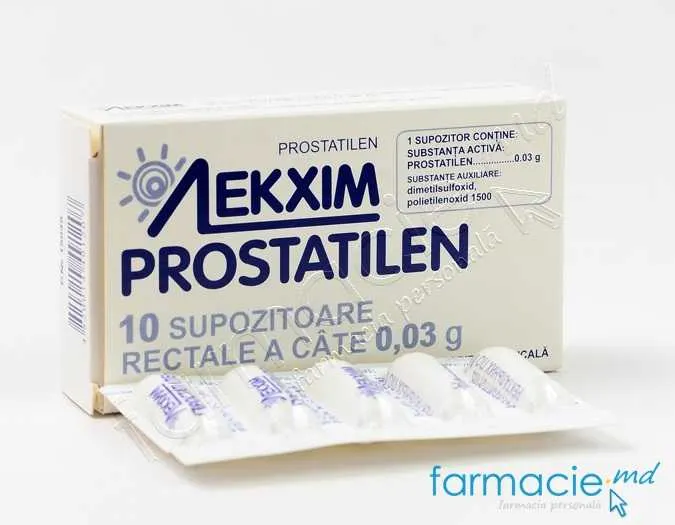 PROSTATILEN
ЛЕКХІМ
PROSTATILEN
10 SUPOZITOARE
RECTALE A CÂTE 0,03 g
1 SUPOZITOR CONȚINE:
SUBSTANȚA ACTIVĂ:
PROSTATILEN...............0.03 g
SUBSTANȚE AUXILIARE:
dimetilsulfoxid,
polietilenoxid 1500
ЛЕКХІМ
farmacie.md
Farmacia personală